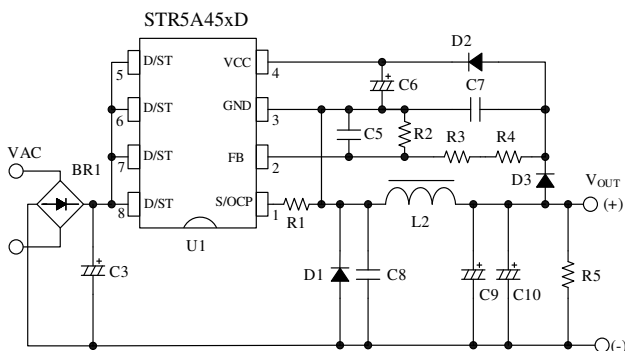 STR5A45xD
D/ST
VCC
5
4
D2
C6
C7
D/ST
GND
6
3
C5
R2
R3
R4
VAC
D/ST
FB
7
2
BR1
D3
VOUT
D/ST
S/OCP
8
1
(+)
R1
U1
L2
C3
D1
C8
C9
C10
R5
(-)